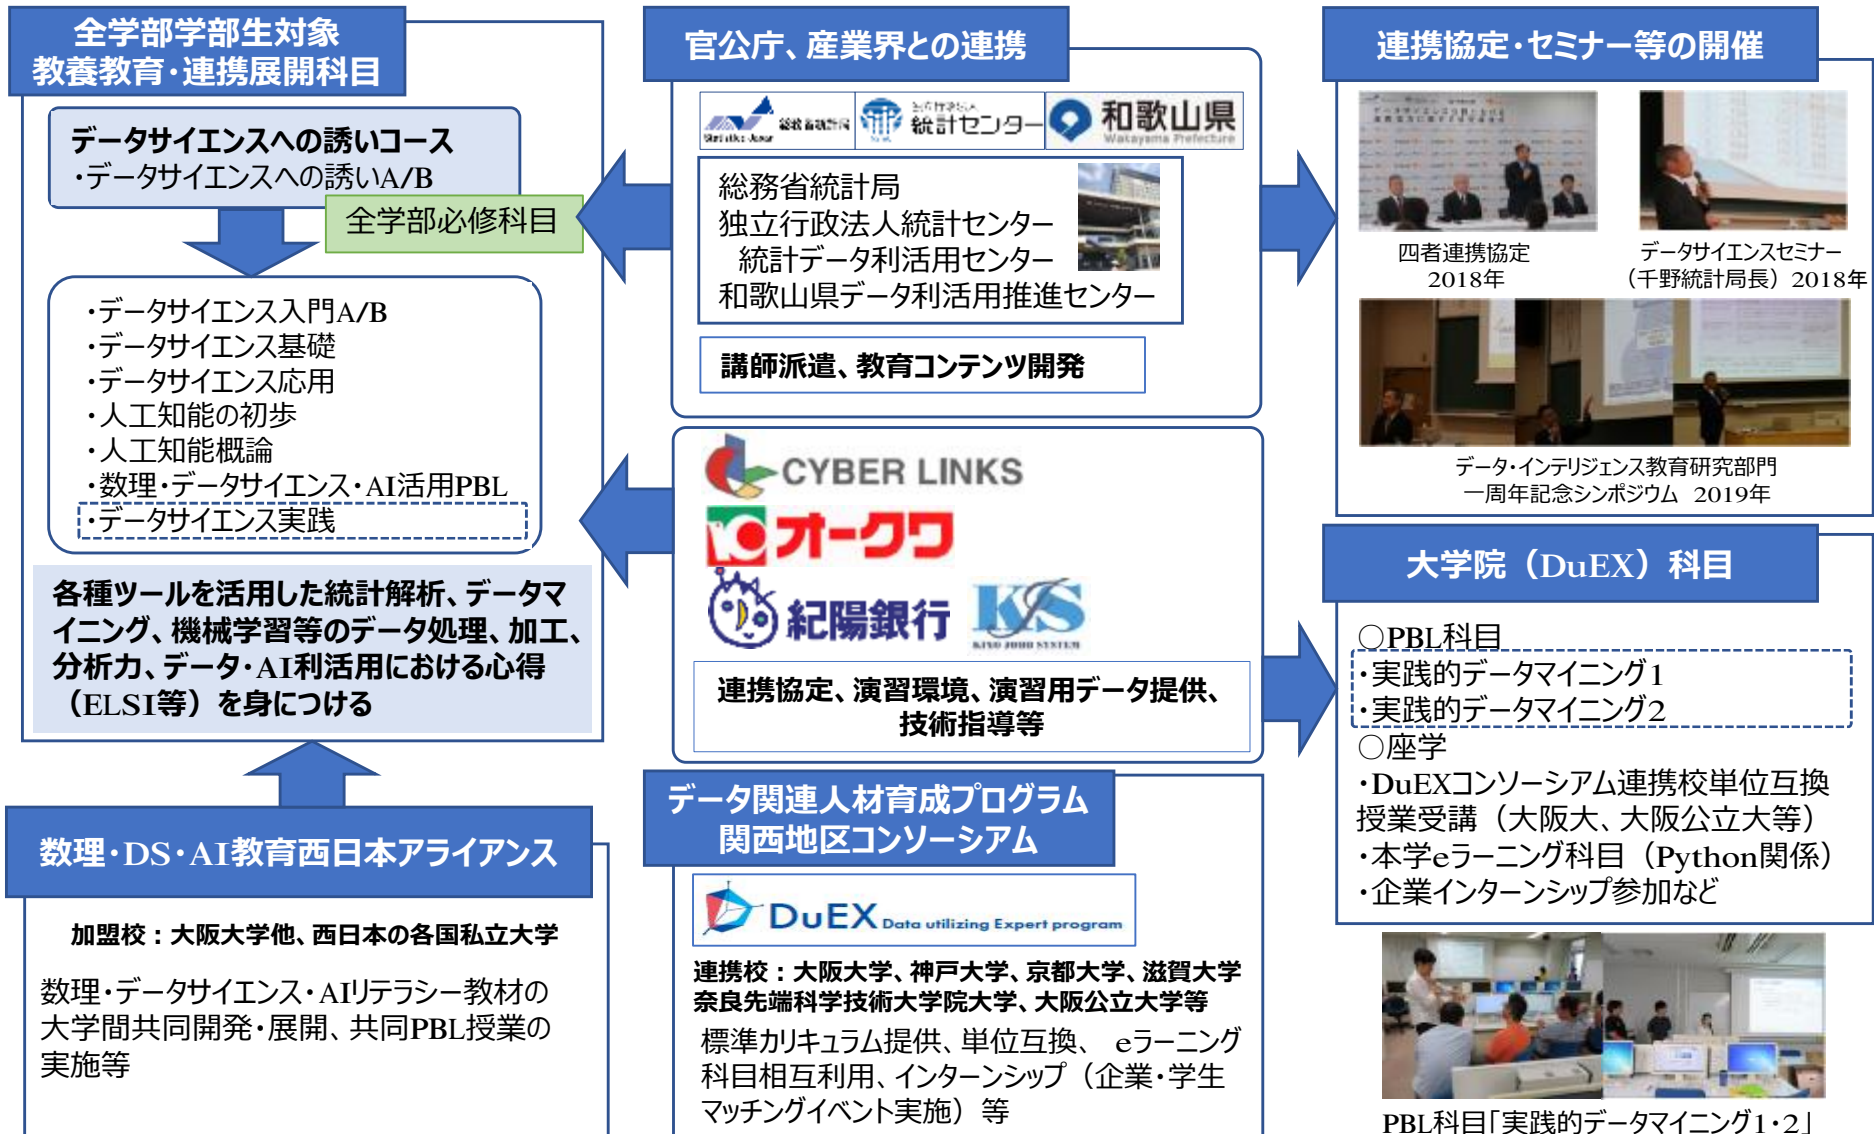 全学部学部生対象
教養教育･連携展開科目
データサイエンスへの誘いコース
・データサイエンスへの誘いA/B
全学部必修科目
・データサイエンス入門A/B
・データサイエンス基礎
・データサイエンス応用
・人工知能の初歩
・人工知能概論
・数理・データサイエンス・AI活用PBL
・データサイエンス実践
各種ツールを活用した統計解析、データマ
イニング、機械学習等のデータ処理、加工、
分析力、データ･AI利活用における心得
（ELSI等）を身につける
数理･DS･AI教育西日本アライアンス
加盟校：大阪大学他、西日本の各国私立大学
数理･データサイエンス･AIリテラシー教材の
大学間共同開発･展開、共同PBL授業の
実施等
官公庁、産業界との連携
総務省統計局
Statistics Japan
独立行政法人
統計センター
和歌山県
Wakayama Prefecture
総務省統計局
独立行政法人統計センター
統計データ利活用センター
和歌山県データ利活用推進センター
講師派遣、教育コンテンツ開発
CYBER LINKS
オークワ
紀陽銀行
KJS
KIYO JOHO SYSTEM
連携協定、演習環境、演習用データ提供、
技術指導等
データ関連人材育成プログラム
関西地区コンソーシアム
DuEX Data utilizing Expert program
連携校：大阪大学、神戸大学、京都大学、滋賀大学
奈良先端科学技術大学院大学、大阪公立大学等
標準カリキュラム提供、単位互換、 eラーニング
科目相互利用、インターンシップ（企業･学生
マッチングイベント実施）等
連携協定･セミナー等の開催
四者連携協定
2018年
データサイエンスセミナー
（千野統計局長）2018年
データ･インテリジェンス教育研究部門
一周年記念シンポジウム 2019年
大学院（DuEX）科目
○PBL科目
･実践的データマイニング1
･実践的データマイニング2
○座学
･DuEXコンソーシアム連携校単位互換
授業受講（大阪大、大阪公立大等）
･本学eラーニング科目（Python関係）
･企業インターンシップ参加など
PBL科目｢実践的データマイニング1･2｣